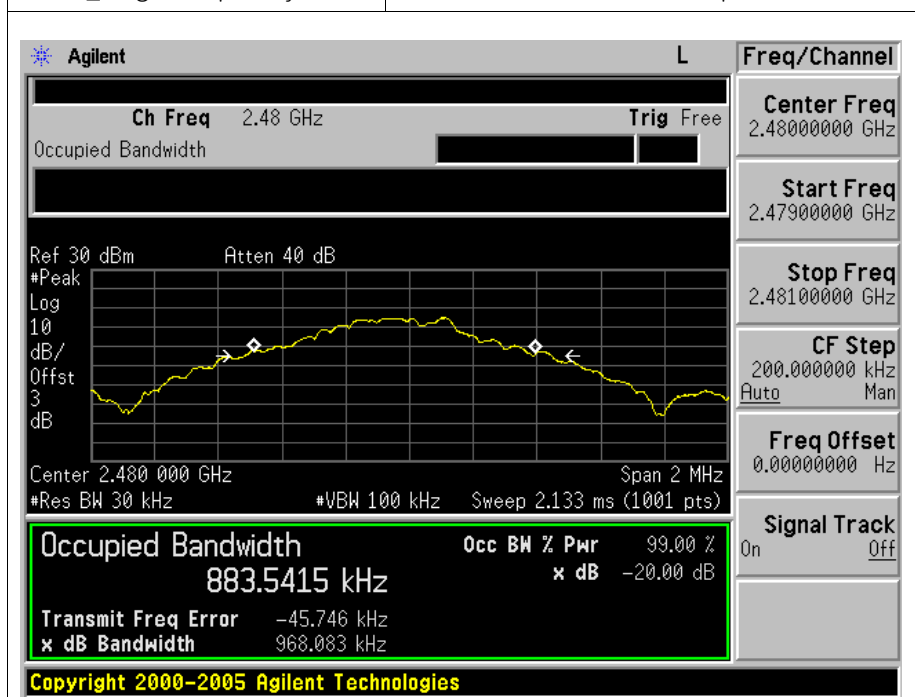 Agilent
L
Freq/Channel
Ch Freq 2.48 GHz
Trig Free
Occupied Bandwidth
Center Freq
2.48000000 GHz
Start Freq
2.47900000 GHz
Stop Freq
2.48100000 GHz
CF Step
200.000000 kHz
Auto Man
Freq Offset
0.00000000 Hz
Signal Track
On Off
Ref 30 dBm
Atten 40 dB
#Peak
Log
10
dB/
Offst
3
dB
Center 2.480 000 GHz
Span 2 MHz
#Res BW 30 kHz
#VBW 100 kHz
Sweep 2.133 ms (1001 pts)
Occupied Bandwidth
883.5415 kHz
Occ BW % Pwr 99.00 %
x dB -20.00 dB
Transmit Freq Error -45.746 kHz
x dB Bandwidth 968.083 kHz
Copyright 2000-2005 Agilent Technologies